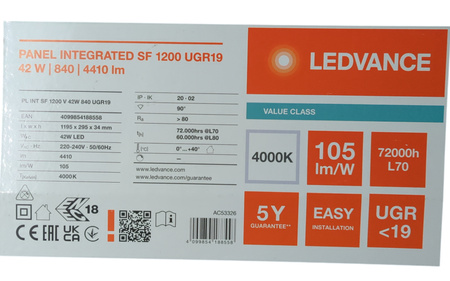 PANEL INTEGRATED SF 1200 UGR19
42 W | 840 | 4410 lm
PL INT SF 1200 V 42W 840 UGR19
EAN 4099854188558
1195 x 295 x 34 mm
42W LED
220-240V - 50/60Hz
lm 4410
105
4000K
IP - IK 20 - 02
90°
Ra > 80
72.000hrs @L70
60.000hrs @L80
0°...+40°
www.ledvance.com
www.ledvance.com/guarantee
LEDVANCE
VALUE CLASS
4000K
105
lm/W
72000h
L70
5Y
GUARANTEE**
EASY
INSTALLATION
UGR
<19
18
CE EAC UK CA
AC53326
4 099854 188558